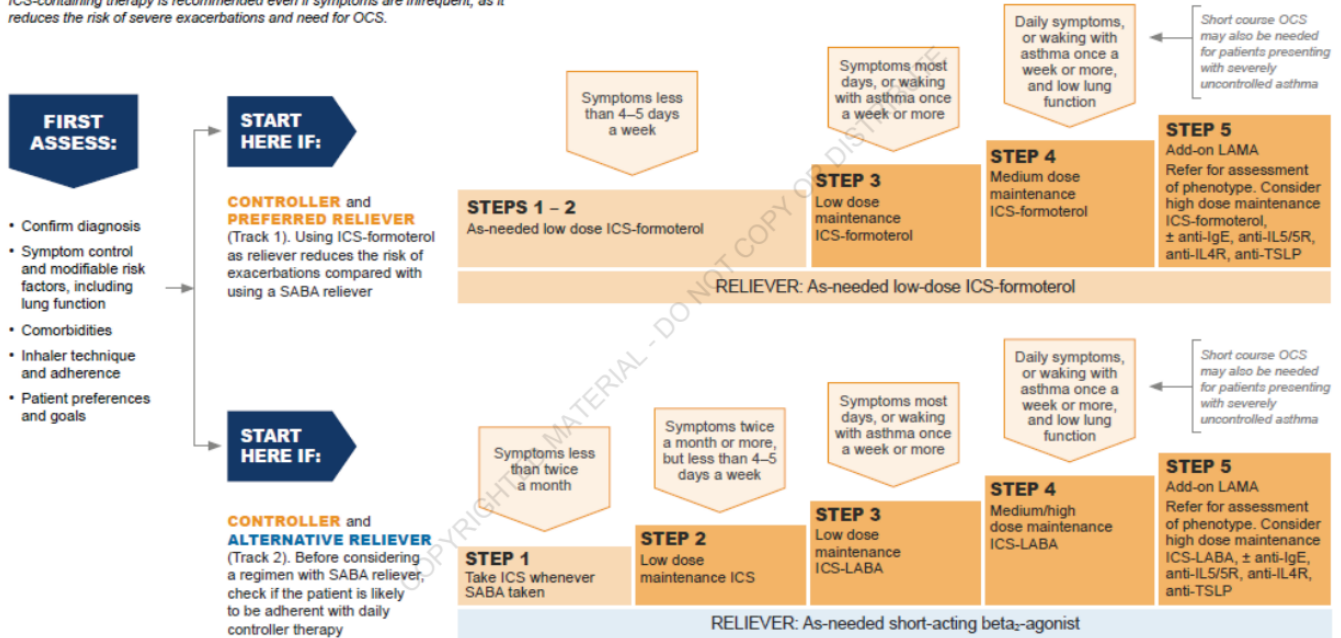 ICS-containing therapy is recommended even if symptoms are infrequent, as it
reduces the risk of severe exacerbations and need for OCS.
FIRST
ASSESS:
• Confirm diagnosis
• Symptom control
and modifiable risk
factors, including
lung function
• Comorbidities
• Inhaler technique
and adherence
• Patient preferences
and goals
START
HERE IF:
CONTROLLER and
PREFERRED RELIEVER
(Track 1). Using ICS-formoterol
as reliever reduces the risk of
exacerbations compared with
using a SABA reliever
Symptoms less
than 4–5 days
a week
Symptoms most
days, or waking
with asthma once
a week or more
Daily symptoms,
or waking with
asthma once a
week or more,
and low lung
function
Short course OCS
may also be needed
for patients presenting
with severely
uncontrolled asthma
STEPS 1 – 2
As-needed low dose ICS-formoterol
STEP 3
Low dose
maintenance
ICS-formoterol
STEP 4
Medium dose
maintenance
ICS-formoterol
STEP 5
Add-on LAMA
Refer for assessment
of phenotype. Consider
high dose maintenance
ICS-formoterol,
± anti-IgE, anti-IL5/5R,
anti-IL4R, anti-TSLP
RELIEVER: As-needed low-dose ICS-formoterol
START
HERE IF:
CONTROLLER and
ALTERNATIVE RELIEVER
(Track 2). Before considering
a regimen with SABA reliever,
check if the patient is likely
to be adherent with daily
controller therapy
Symptoms less
than twice
a month
Symptoms twice
a month or more,
but less than 4–5
days a week
Symptoms most
days, or waking
with asthma once
a week or more
Daily symptoms,
or waking with
asthma once a
week or more,
and low lung
function
Short course OCS
may also be needed
for patients presenting
with severely
uncontrolled asthma
STEP 1
Take ICS whenever
SABA taken
STEP 2
Low dose
maintenance ICS
STEP 3
Low dose
maintenance
ICS-LABA
STEP 4
Medium/high
dose maintenance
ICS-LABA
STEP 5
Add-on LAMA
Refer for assessment
of phenotype. Consider
high dose maintenance
ICS-LABA, ± anti-IgE,
anti-IL5/5R, anti-IL4R,
anti-TSLP
RELIEVER: As-needed short-acting beta₂-agonist
COPYRIGHTED MATERIAL - DO NOT COPY OR DISTRIBUTE